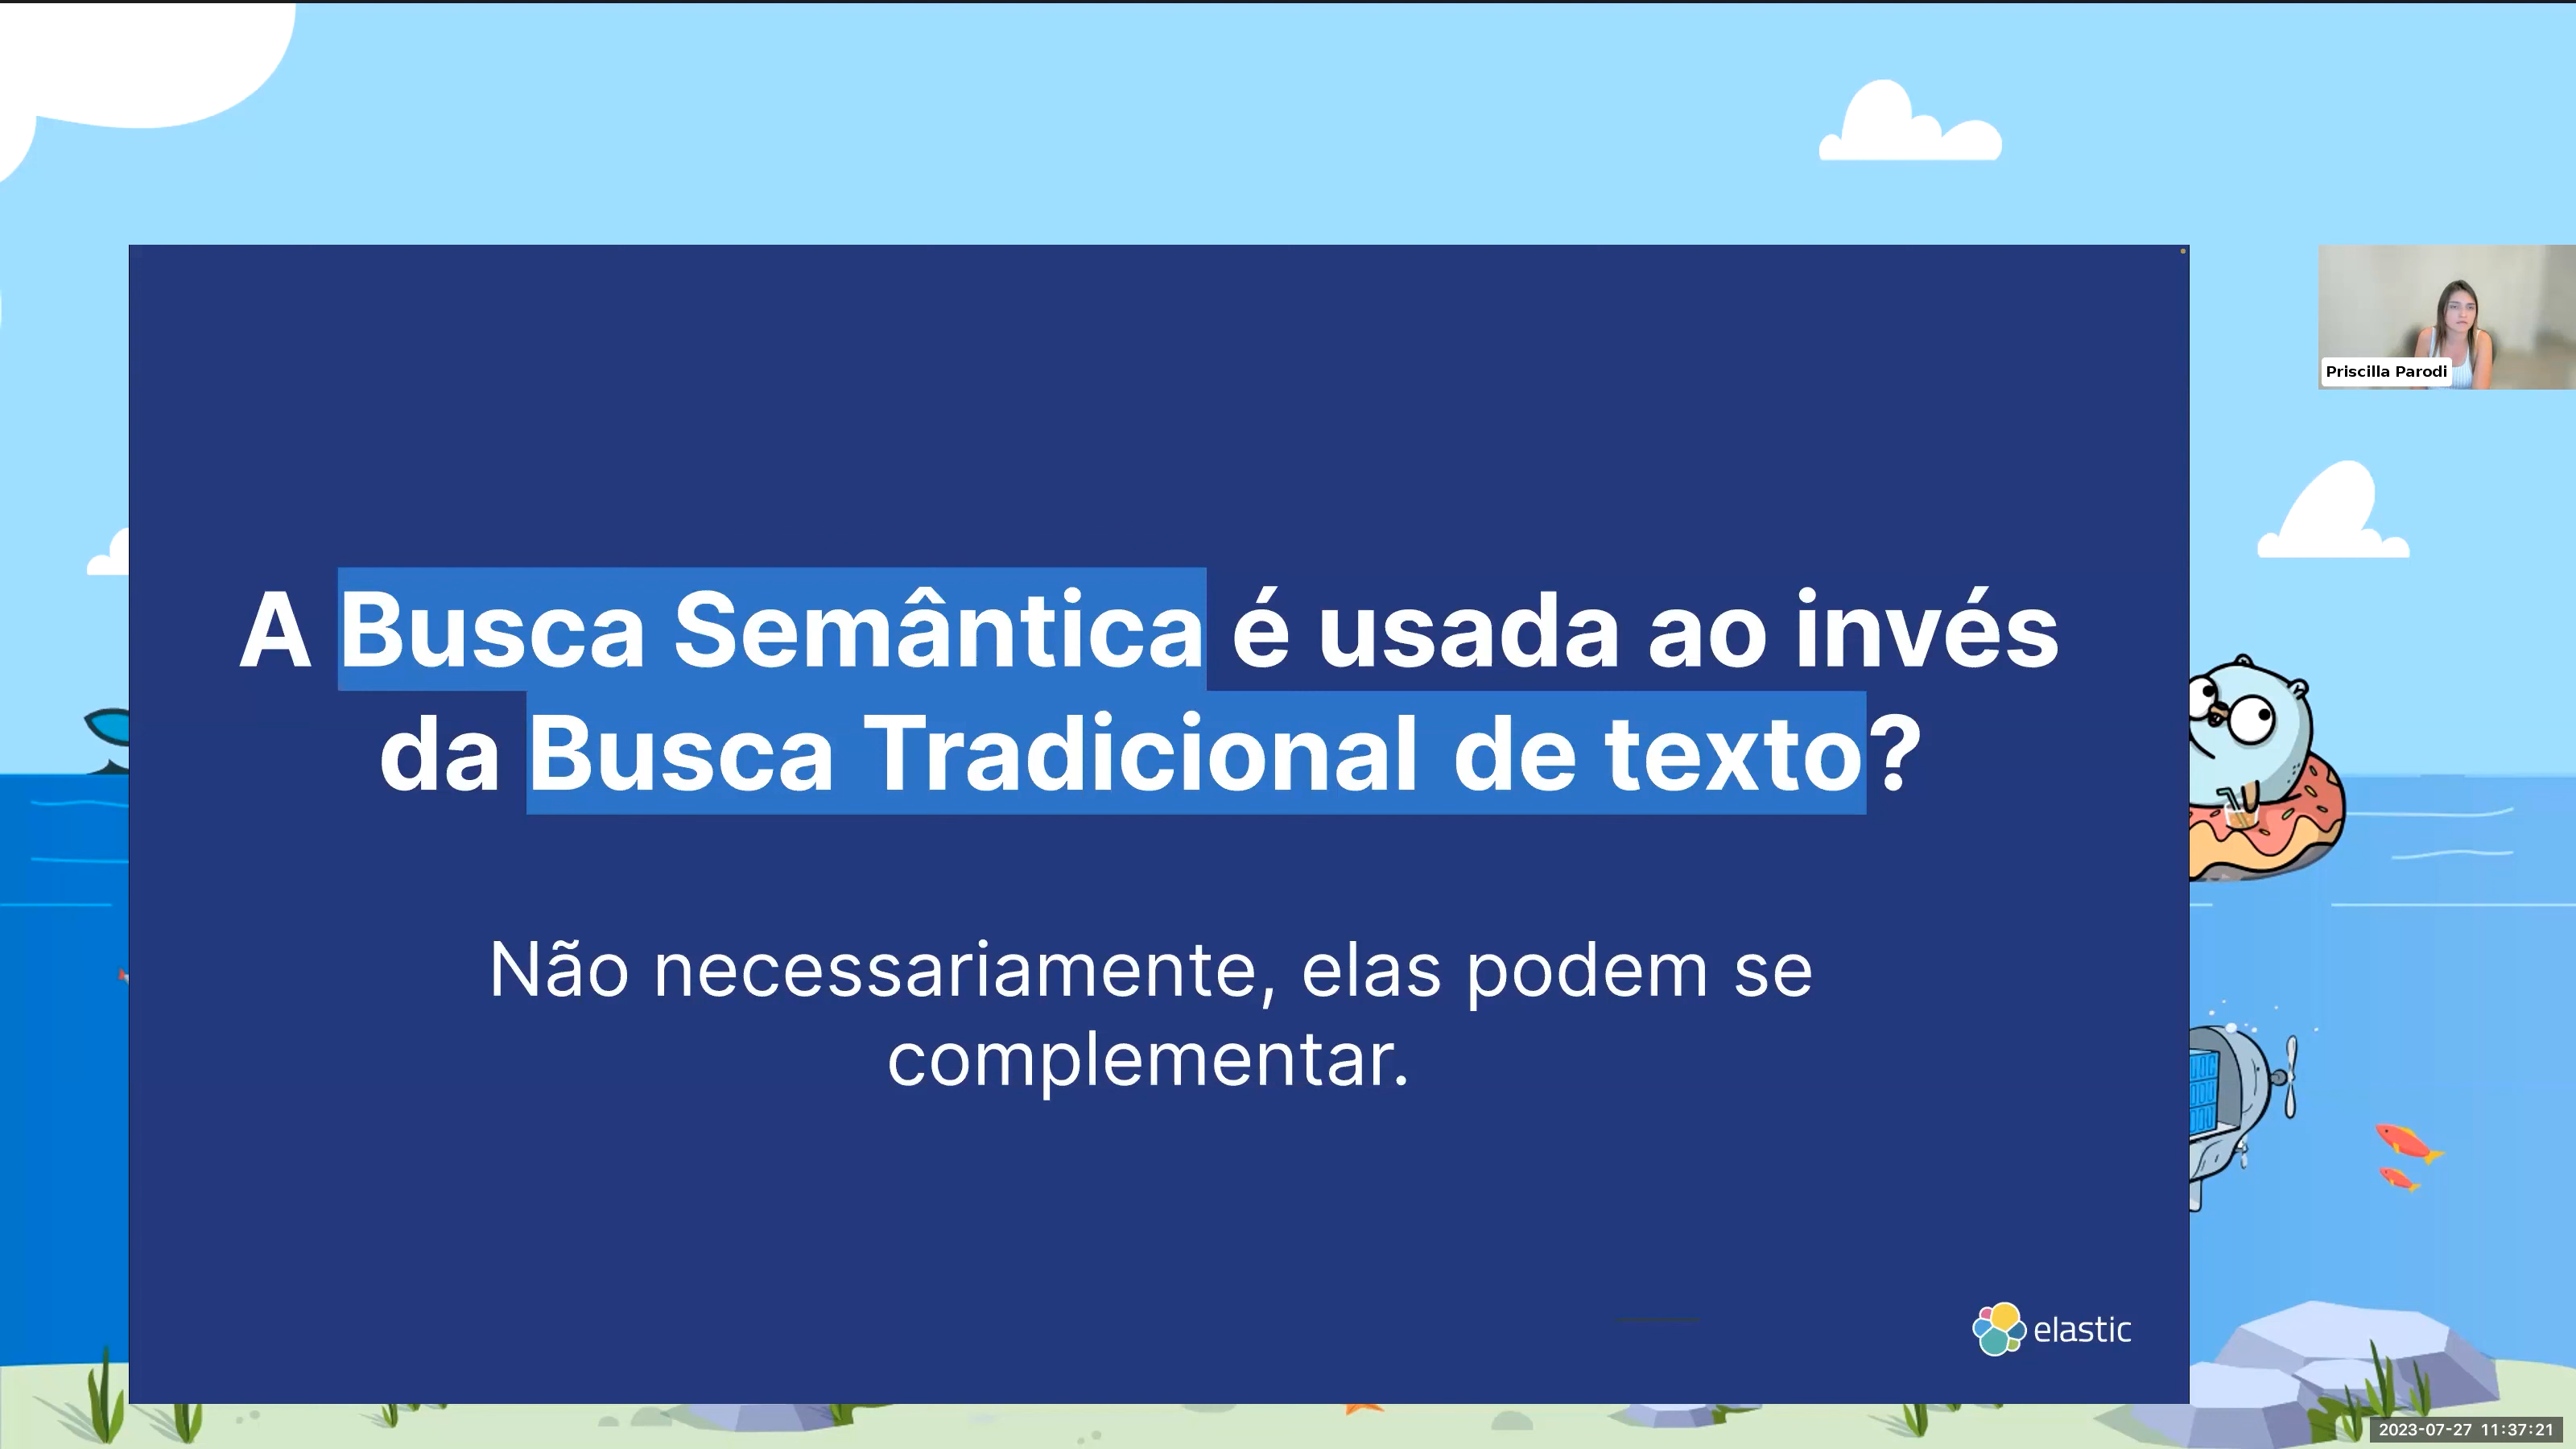 A Busca Semântica é usada ao invés
da Busca Tradicional de texto?
Não necessariamente, elas podem se
complementar.
elastic
Priscilla Parodi
2023-07-27 11:37:21